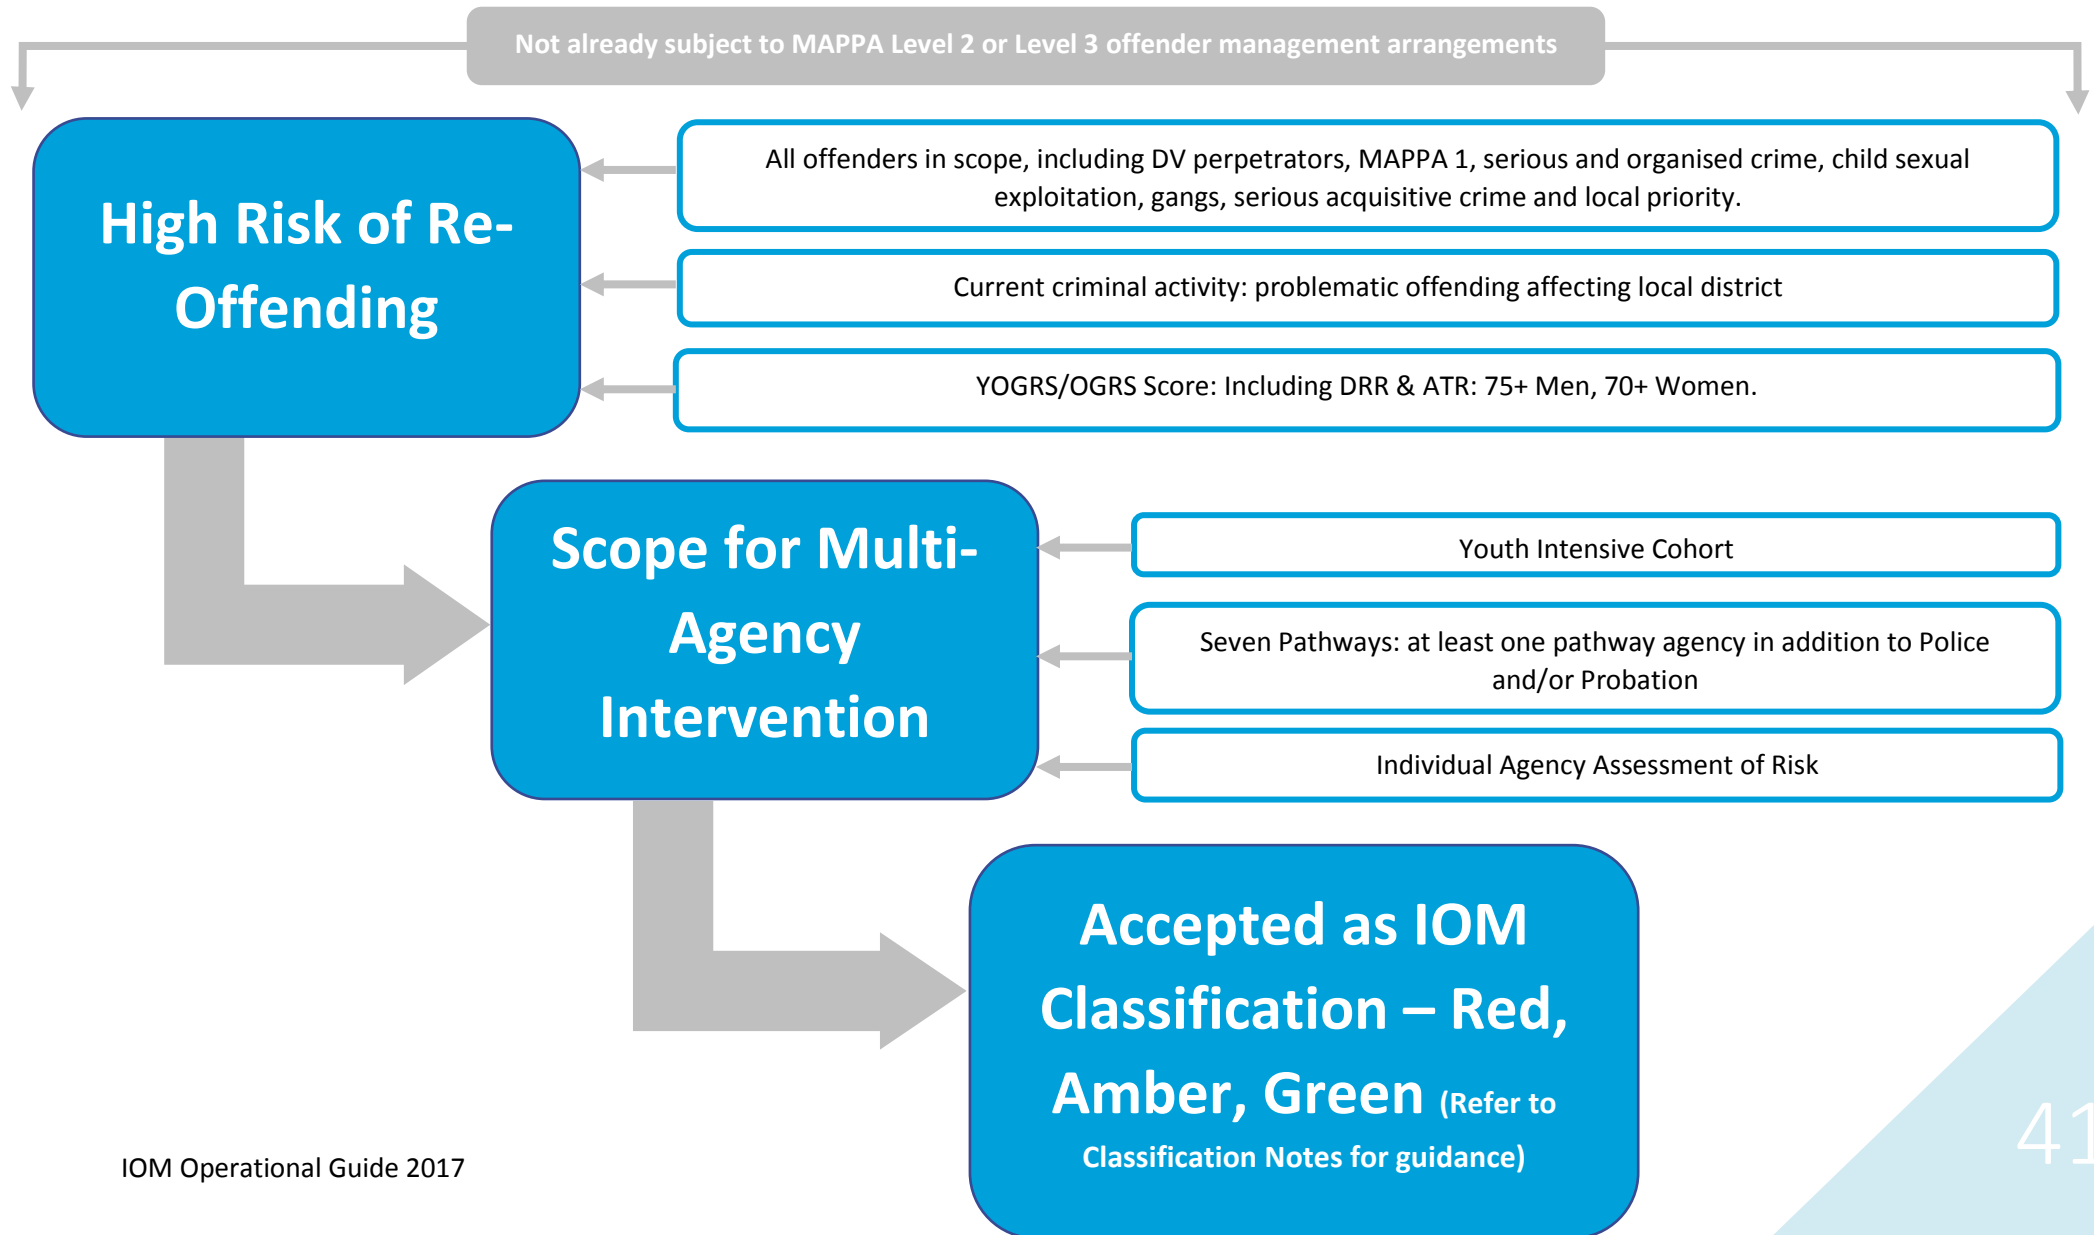 Not already subject to MAPPA Level 2 or Level 3 offender management arrangements
High Risk of Re-
Offending
All offenders in scope, including DV perpetrators, MAPPA 1, serious and organised crime, child sexual
exploitation, gangs, serious acquisitive crime and local priority.
Current criminal activity: problematic offending affecting local district
YOGRS/OGRS Score: Including DRR & ATR: 75+ Men, 70+ Women.
Scope for Multi-
Agency
Intervention
Youth Intensive Cohort
Seven Pathways: at least one pathway agency in addition to Police
and/or Probation
Individual Agency Assessment of Risk
Accepted as IOM
Classification – Red,
Amber, Green (Refer to
Classification Notes for guidance)
IOM Operational Guide 2017
41